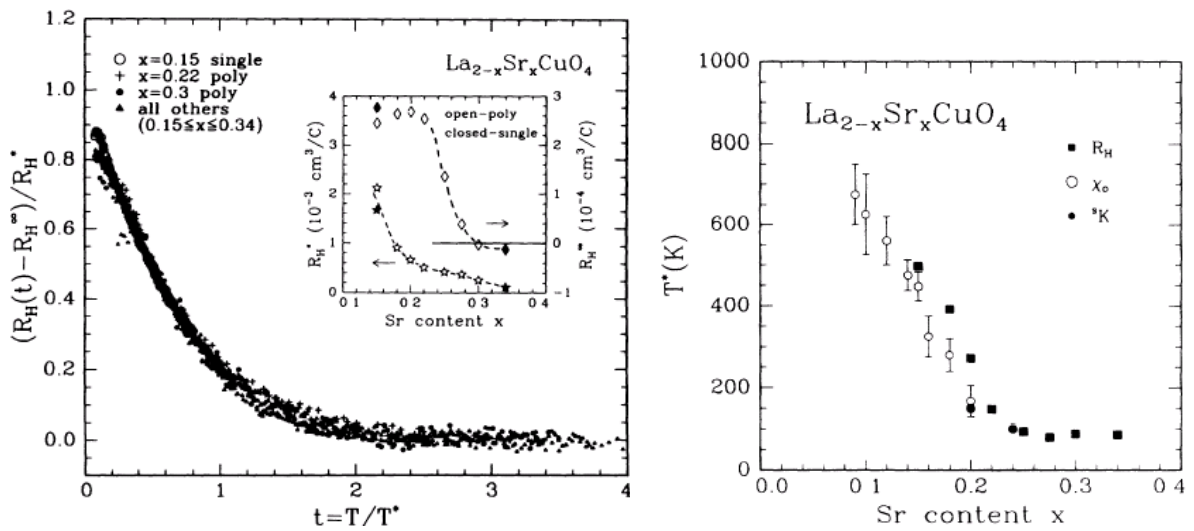 1.2
1.0
0.8
0.6
0.4
0.2
0.0
(R_H(t)−R_H^∞)/R_H^*
○ x=0.15 single
+ x=0.22 poly
● x=0.3 poly
▲ all others
(0.15≤x≤0.34)
La₂₋ₓSrₓCuO₄
4
3
2
1
0
R_H^* (10⁻³ cm³/C)
open-poly
closed-single
3
2
1
0
−1
R_H^∞ (10⁻⁴ cm³/C)
0 1 0 2 0 3 0 4
Sr content x
0 1 2 3 4
t=T/T*
1000
800
600
400
200
0
T*(K)
La₂₋ₓSrₓCuO₄
■ R_H
○ χ₀
● ˢK
0.0 0 1 0.2 0.3 0.4
Sr content x